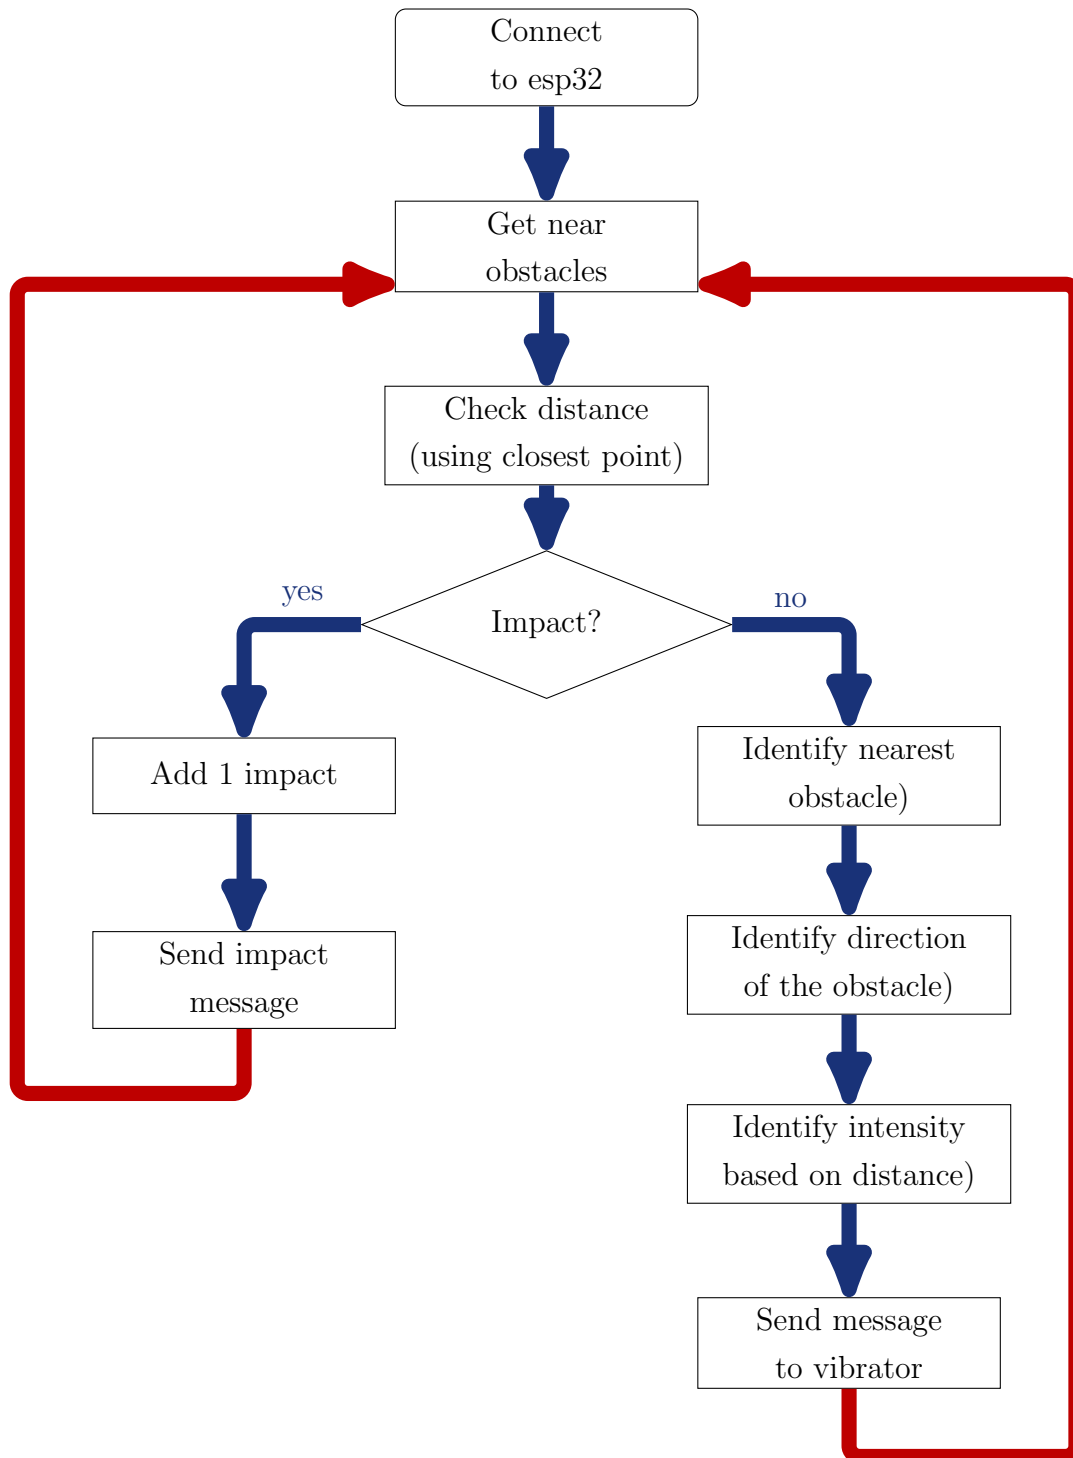 Connect
to esp32
Get near
obstacles
Check distance
(using closest point)
Impact?
yes
no
Add 1 impact
Send impact
message
Identify nearest
obstacle)
Identify direction
of the obstacle)
Identify intensity
based on distance)
Send message
to vibrator